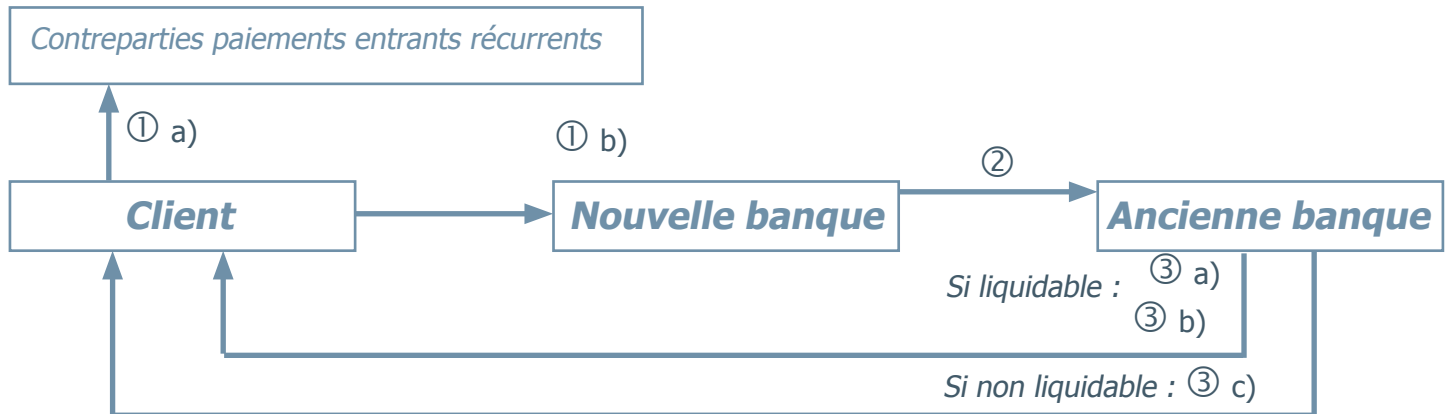 Contreparties paiements entrants récurrents
① a)
① b)
②
Client
Nouvelle banque
Ancienne banque
Si liquidable : ③ a)
③ b)
Si non liquidable : ③ c)